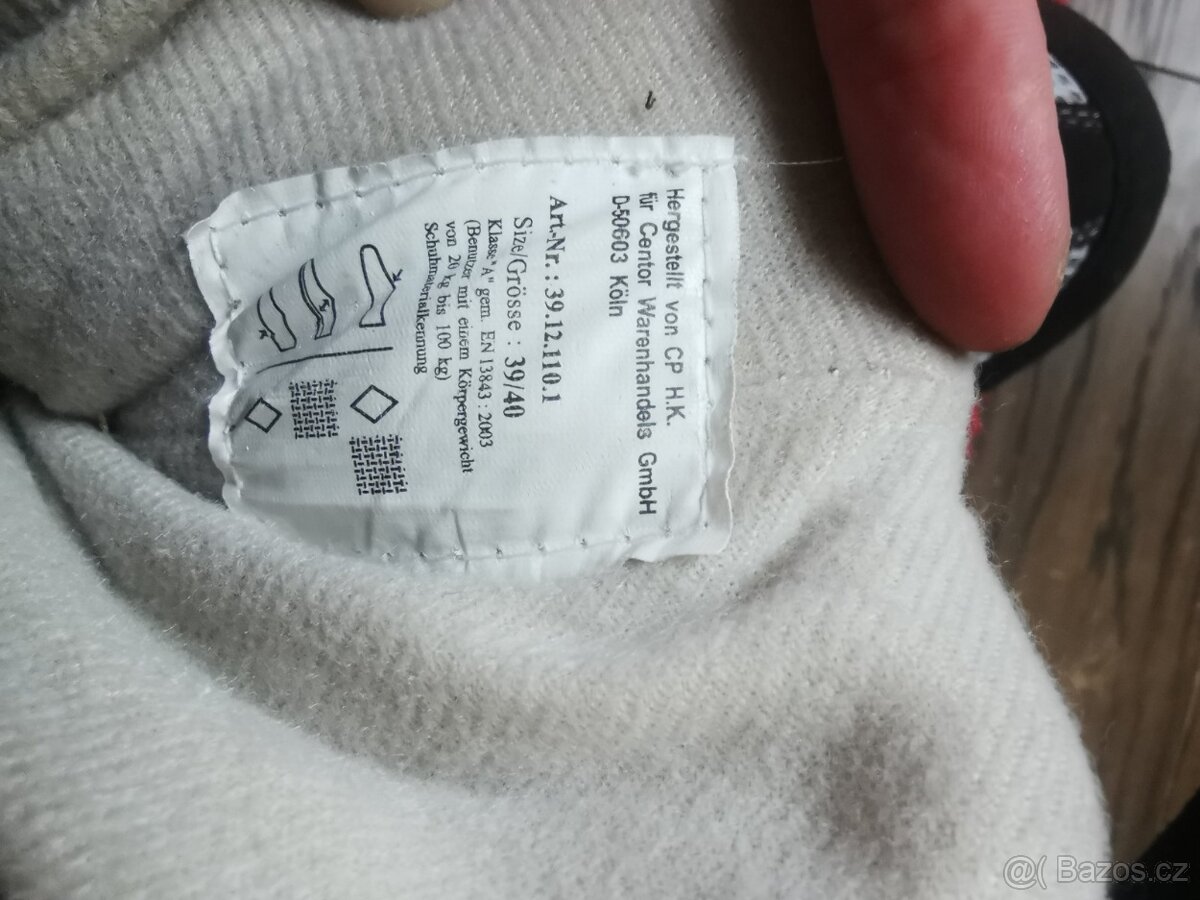 Hergestellt von CP H.K.
für Centor Warenhandels GmbH
D-50603 Köln
Art.-Nr.: 39.12.110.1
Size/Grösse : 39/40
Klasse "A" gem. EN 13843 : 2003
(Benutzer mit einem Körpergewicht
von 20 kg bis 100 kg)
Schuhmaterialkennung
@( Bazos.cz